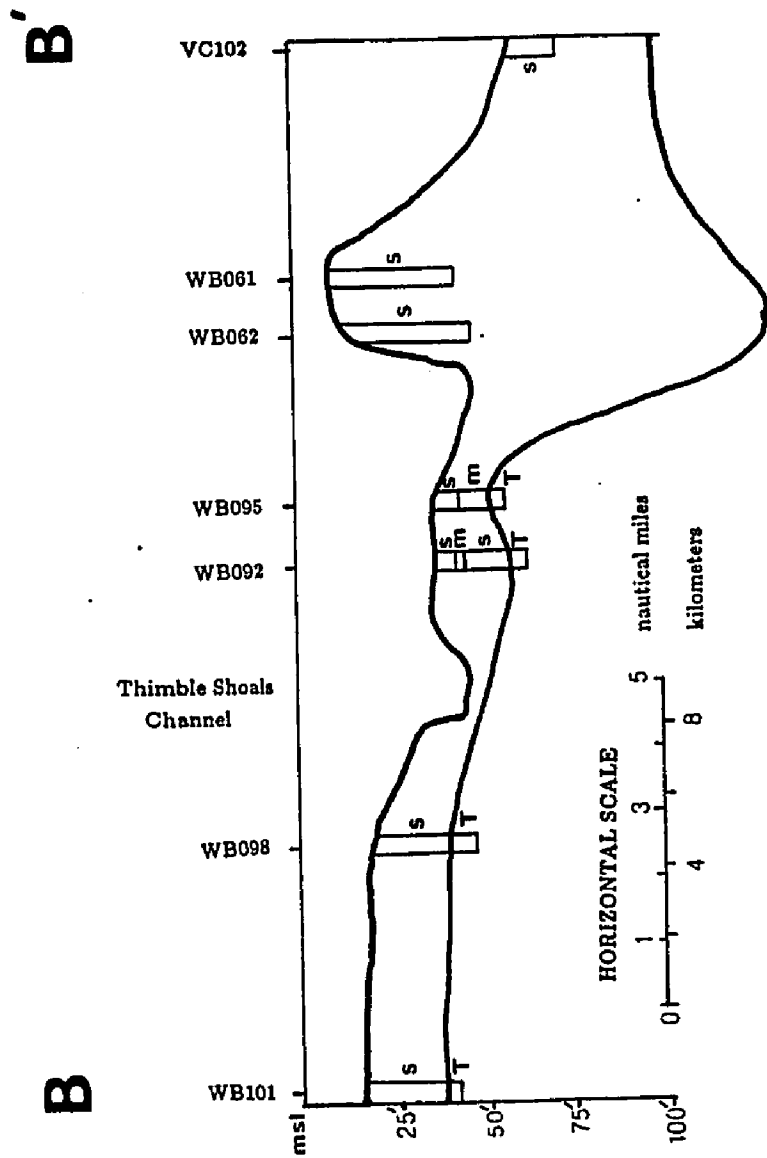 B'
VC102
s
WB061
s
WB062
s
WB095
s
m
T
WB092
s
m
s
T
Thimble Shoals
Channel
WB098
s
T
WB101
s
T
B
msl
25'
50'
75'
100'
HORIZONTAL SCALE
0 1 3 5
nautical miles
4 8
kilometers